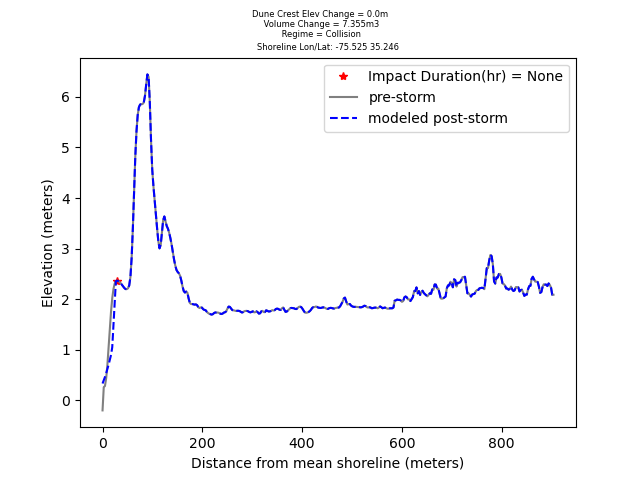 Dune Crest Elev Change = 0.0m
Volume Change = 7.355m3
Regime = Collision
Shoreline Lon/Lat: -75.525 35.246
Impact Duration(hr) = None
pre-storm
modeled post-storm
Elevation (meters)
6
5
4
3
2
1
0
0 200 400 600 800
Distance from mean shoreline (meters)